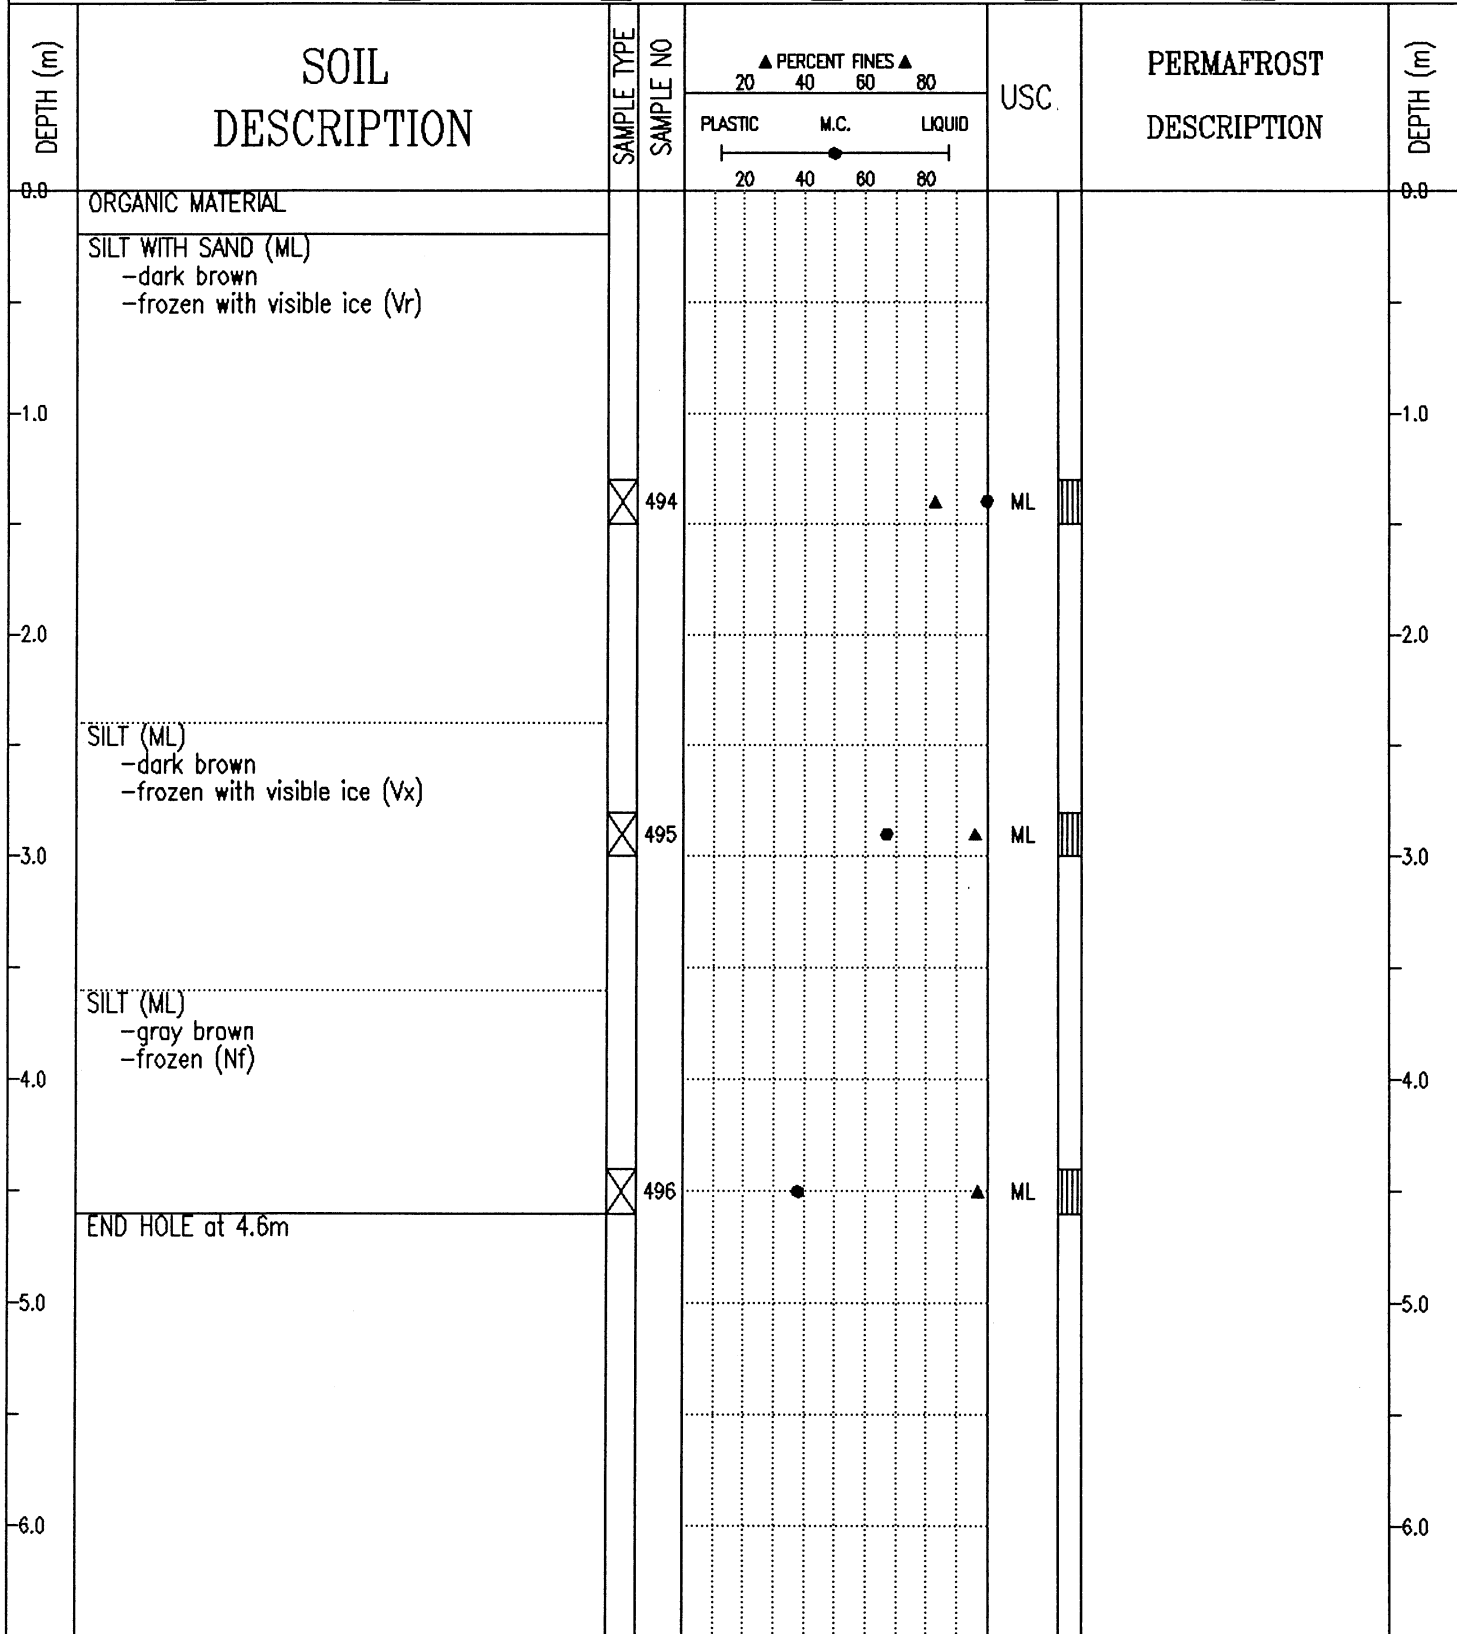 DEPTH (m)
SOIL
DESCRIPTION
SAMPLE TYPE
SAMPLE NO
▲ PERCENT FINES ▲
20 40 60 80
PLASTIC M.C. LIQUID
20 40 60 80
USC
PERMAFROST
DESCRIPTION
DEPTH (m)
0.0 0.0
ORGANIC MATERIAL
SILT WITH SAND (ML)
-dark brown
-frozen with visible ice (Vr)
1.0 1.0
494 ML
2.0 2.0
SILT (ML)
-dark brown
-frozen with visible ice (Vx)
495 ML
3.0 3.0
SILT (ML)
-gray brown
-frozen (Nf)
4.0 4.0
496 ML
END HOLE at 4.6m
5.0 5.0
6.0 6.0